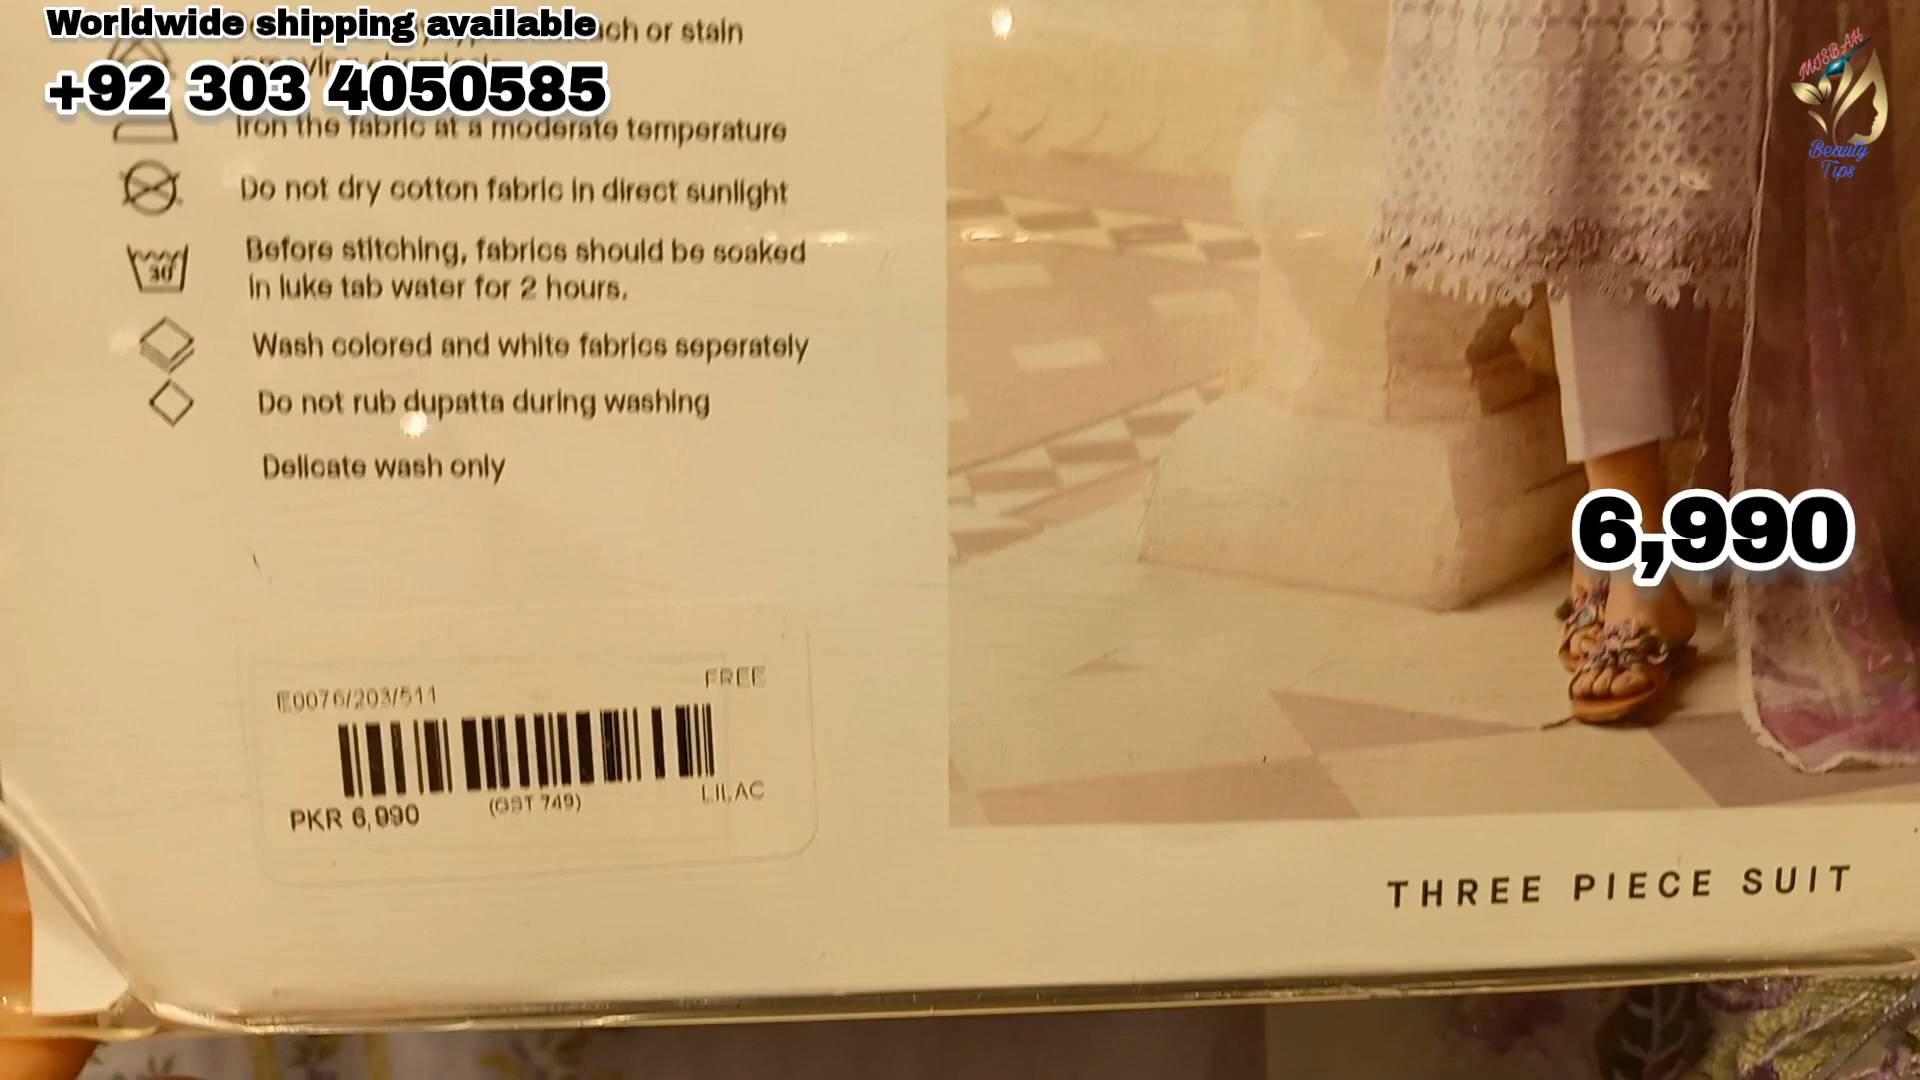 Worldwide shipping available
ch or stain
+92 303 4050585
Iron the fabric at a moderate temperature
Do not dry cotton fabric in direct sunlight
Before stitching, fabrics should be soaked
30
in luke tab water for 2 hours.
Wash colored and white fabrics seperately
Do not rub dupatta during washing
Delicate wash only
E0076/203/511
FREE
PKR 6,990
(GST 749)
LILAC
MISBAH
Beauty
Tips
6,990
THREE PIECE SUIT